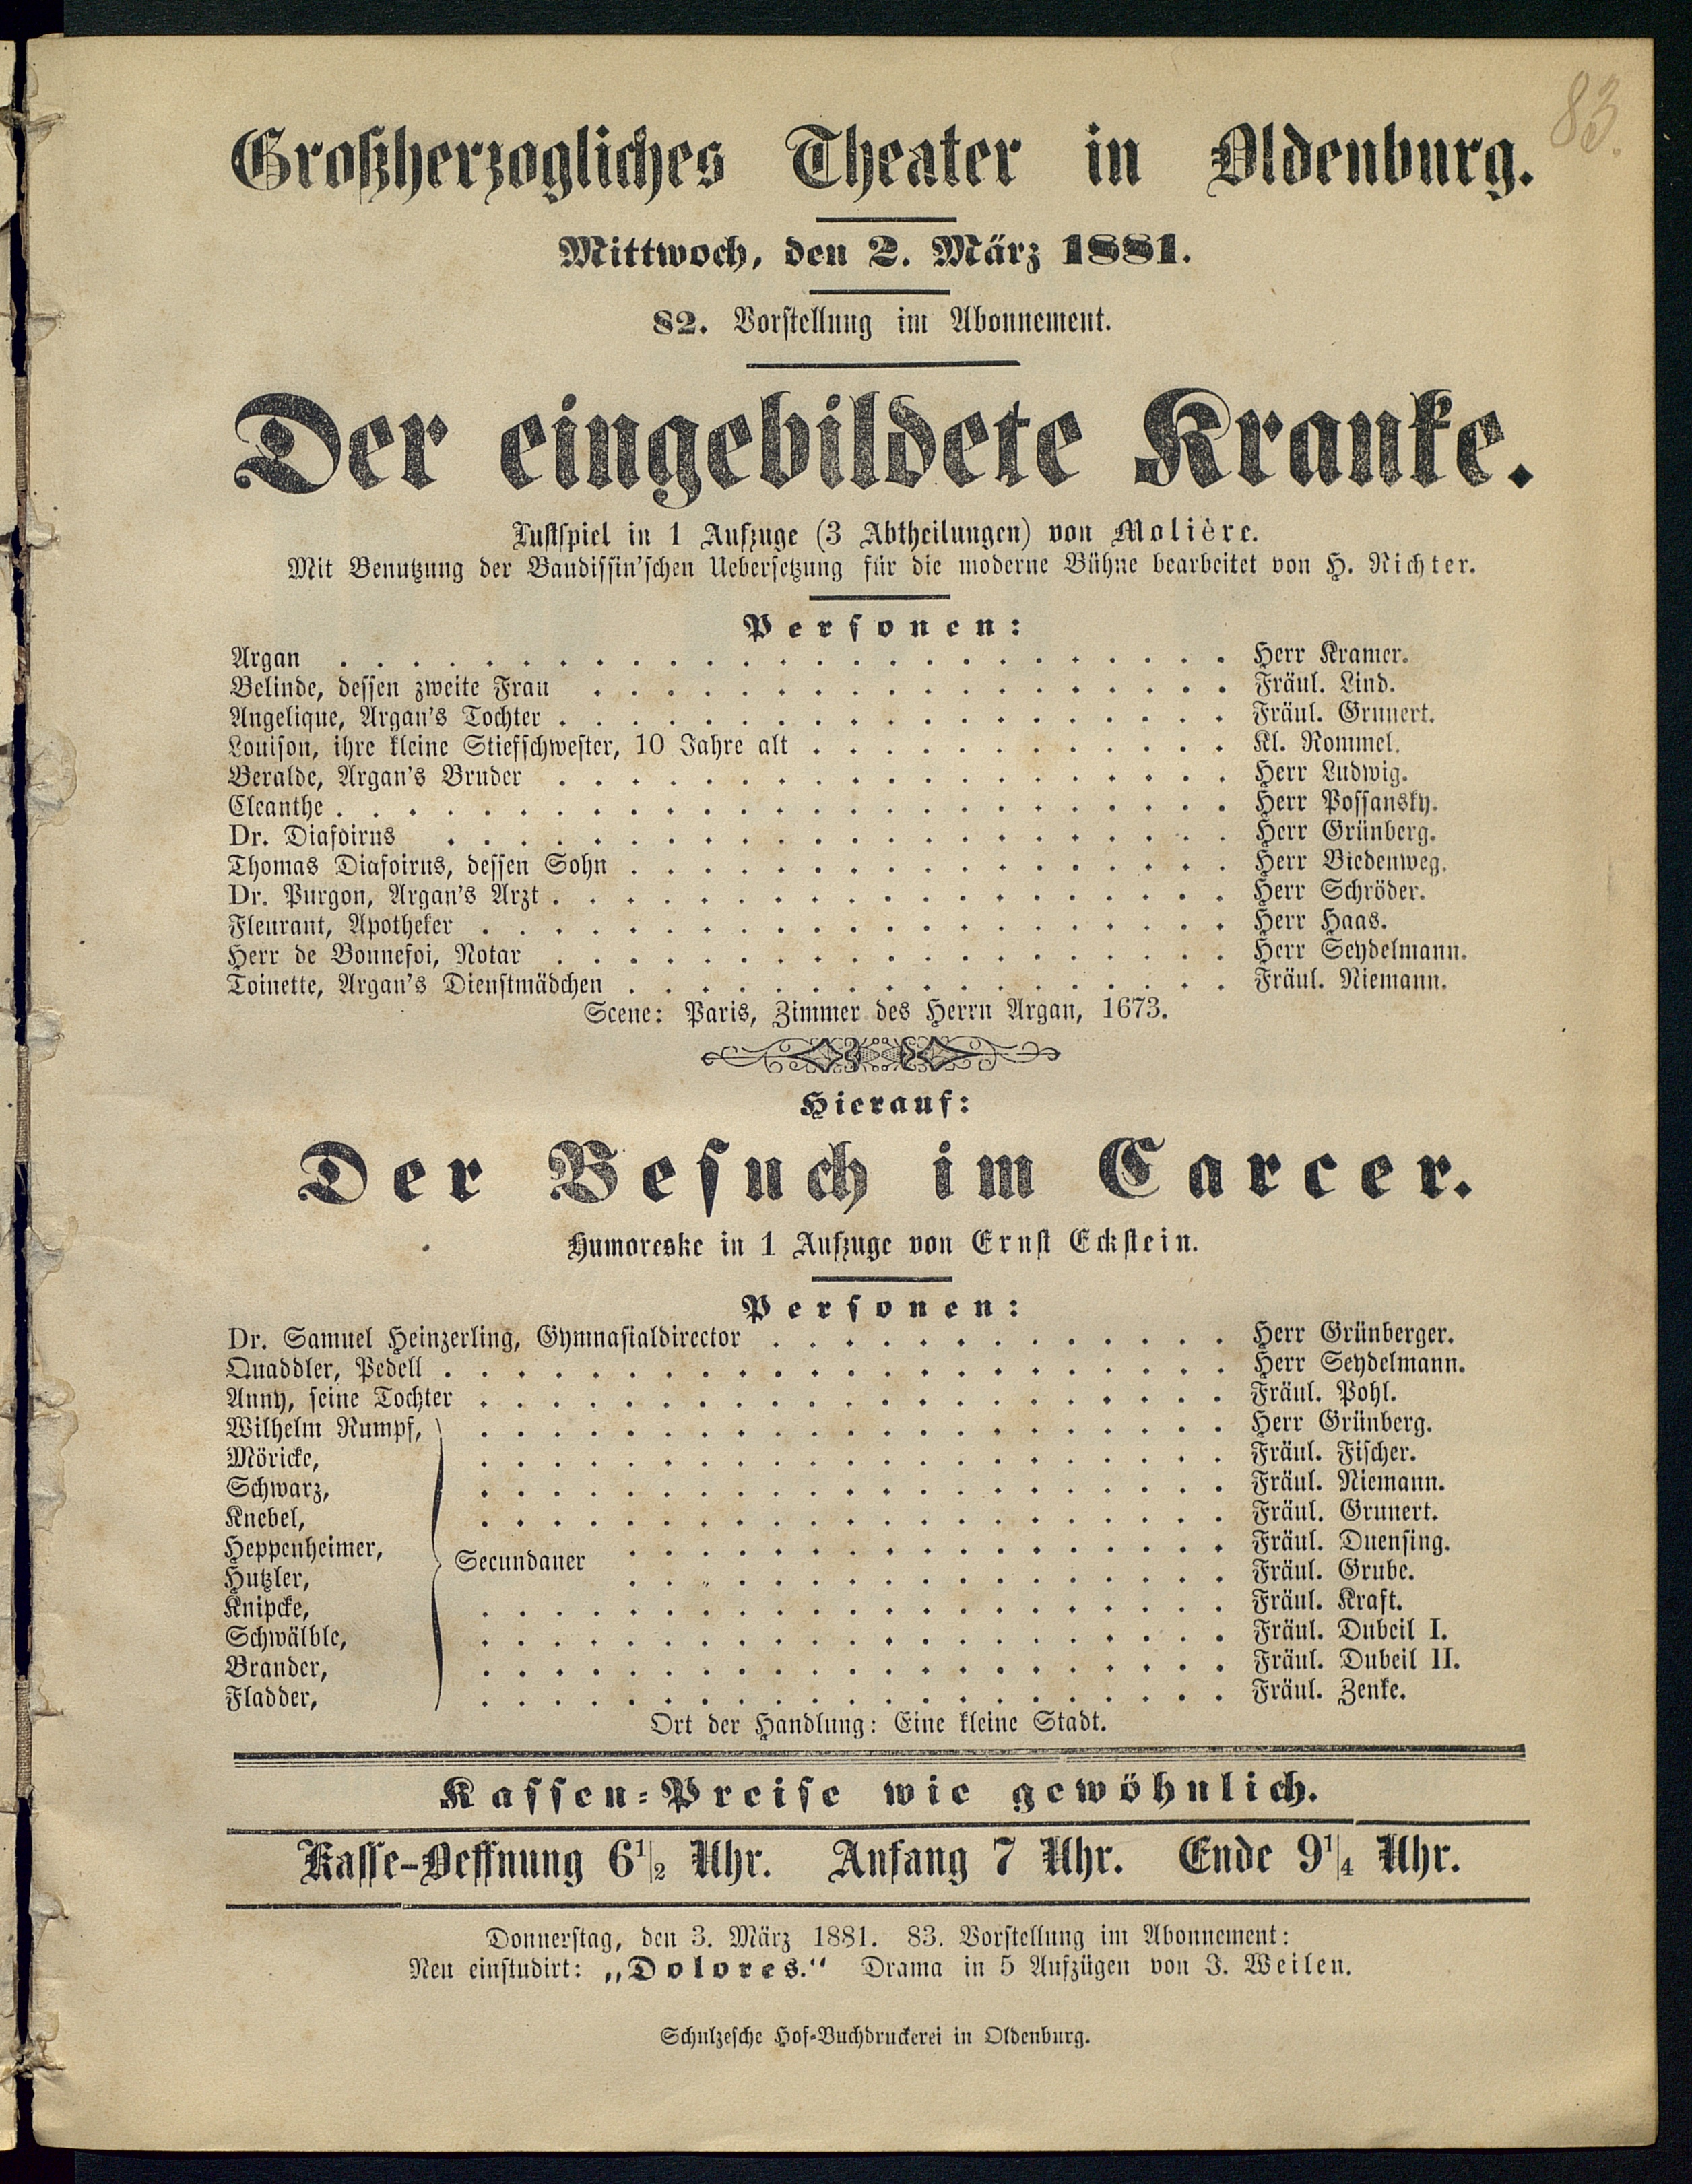 83.
Großherzogliches Theater in Oldenburg.
Mittwoch, den 2. März 1881.
82. Vorstellung im Abonnement.
Der eingebildete Kranke.
Lustspiel in 1 Aufzuge (3 Abtheilungen) von Molière.
Mit Benutzung der Baudissin'schen Uebersetzung für die moderne Bühne bearbeitet von H. Richter.
Personen:
Argan . . . . . . . . . . Herr Kramer.
Belinde, dessen zweite Frau . . . . . . . . . . Fräul. Lind.
Angelique, Argan's Tochter . . . . . . . . . . Fräul. Grunert.
Louison, ihre kleine Stiefschwester, 10 Jahre alt . . . . . . . . . . Kl. Rommel.
Beralde, Argan's Bruder . . . . . . . . . . Herr Ludwig.
Cleanthe . . . . . . . . . . Herr Possansky.
Dr. Diafoirus . . . . . . . . . . Herr Grünberg.
Thomas Diafoirus, dessen Sohn . . . . . . . . . . Herr Biedenweg.
Dr. Purgon, Argan's Arzt . . . . . . . . . . Herr Schröder.
Fleurant, Apotheker . . . . . . . . . . Herr Haas.
Herr de Bonnefoi, Notar . . . . . . . . . . Herr Seydelmann.
Toinette, Argan's Dienstmädchen . . . . . . . . . . Fräul. Niemann.
Scene: Paris, Zimmer des Herrn Argan, 1673.
Hierauf:
Der Besuch im Carcer.
Humoreske in 1 Aufzuge von Ernst Eckstein.
Personen:
Dr. Samuel Heinzerling, Gymnasialdirector . . . . . . . . . . Herr Grünberger.
Quaddler, Pedell . . . . . . . . . . Herr Seydelmann.
Anny, seine Tochter . . . . . . . . . . Fräul. Pohl.
Wilhelm Rumpf, . . . . . . . . . . Herr Grünberg.
Möricke, . . . . . . . . . . Fräul. Fischer.
Schwarz, . . . . . . . . . . Fräul. Niemann.
Knebel, . . . . . . . . . . Fräul. Grunert.
Heppenheimer, . . . . . . . . . . Fräul. Duensing.
Secundaner
Hutzler, . . . . . . . . . . Fräul. Grube.
Knipcke, . . . . . . . . . . Fräul. Kraft.
Schwälble, . . . . . . . . . . Fräul. Dubeil I.
Brander, . . . . . . . . . . Fräul. Dubeil II.
Fladder, . . . . . . . . . . Fräul. Zenke.
Ort der Handlung: Eine kleine Stadt.
Kassen-Preise wie gewöhnlich.
Kasse-Oeffnung 6 1/2 Uhr. Anfang 7 Uhr. Ende 9 1/4 Uhr.
Donnerstag, den 3. März 1881. 83. Vorstellung im Abonnement:
Neu einstudirt: „Dolores.“ Drama in 5 Aufzügen von J. Weilen.
Schulzesche Hof-Buchdruckerei in Oldenburg.